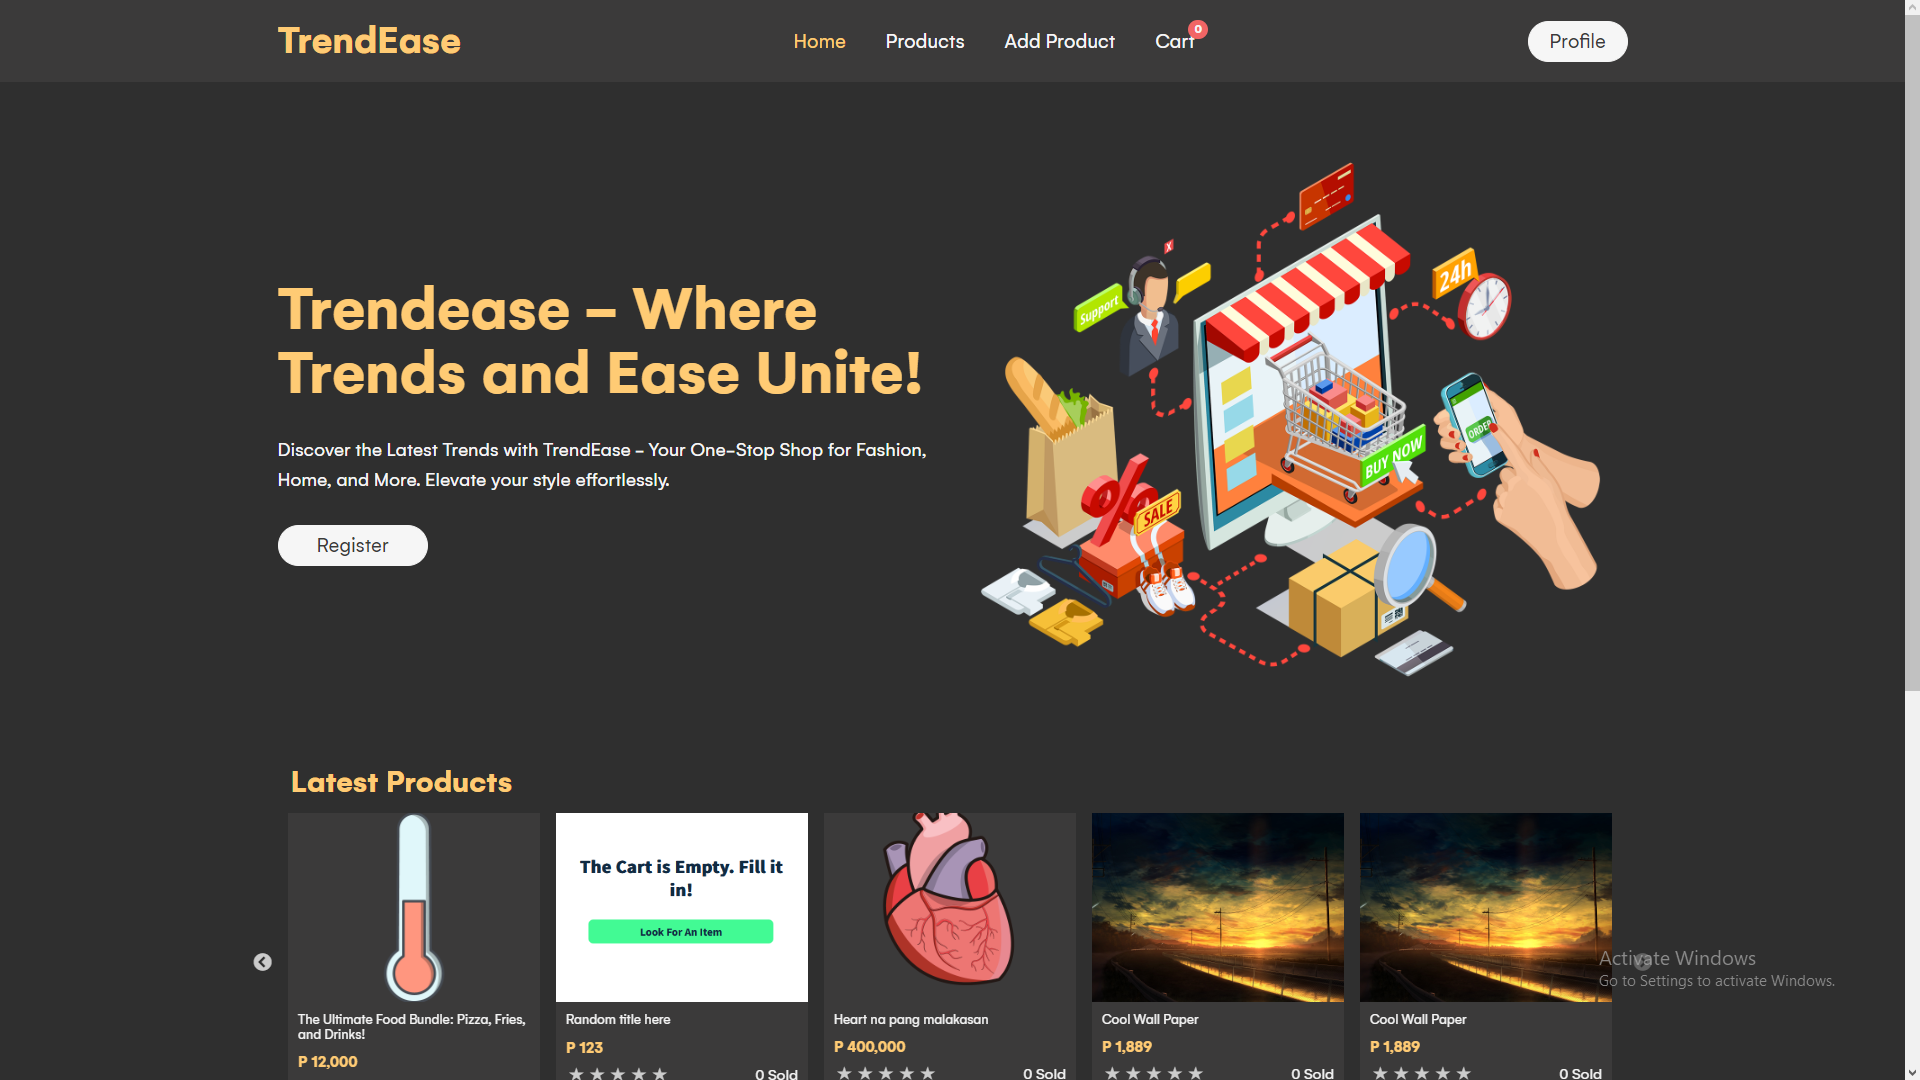 TrendEase
Home
Products
Add Product
Cart
0
Profile
Trendease – Where
Trends and Ease Unite!
Discover the Latest Trends with TrendEase - Your One-Stop Shop for Fashion,
Home, and More. Elevate your style effortlessly.
Register
Support
X
24h
BUY NOW
ORDER
%
SALE
Latest Products
The Cart is Empty. Fill it
in!
Look For An Item
The Ultimate Food Bundle: Pizza, Fries,
and Drinks!
P 12,000
Random title here
P 123
0 Sold
Heart na pang malakasan
P 400,000
0 Sold
Cool Wall Paper
P 1,889
0 Sold
Cool Wall Paper
P 1,889
0 Sold
Activate Windows
Go to Settings to activate Windows.